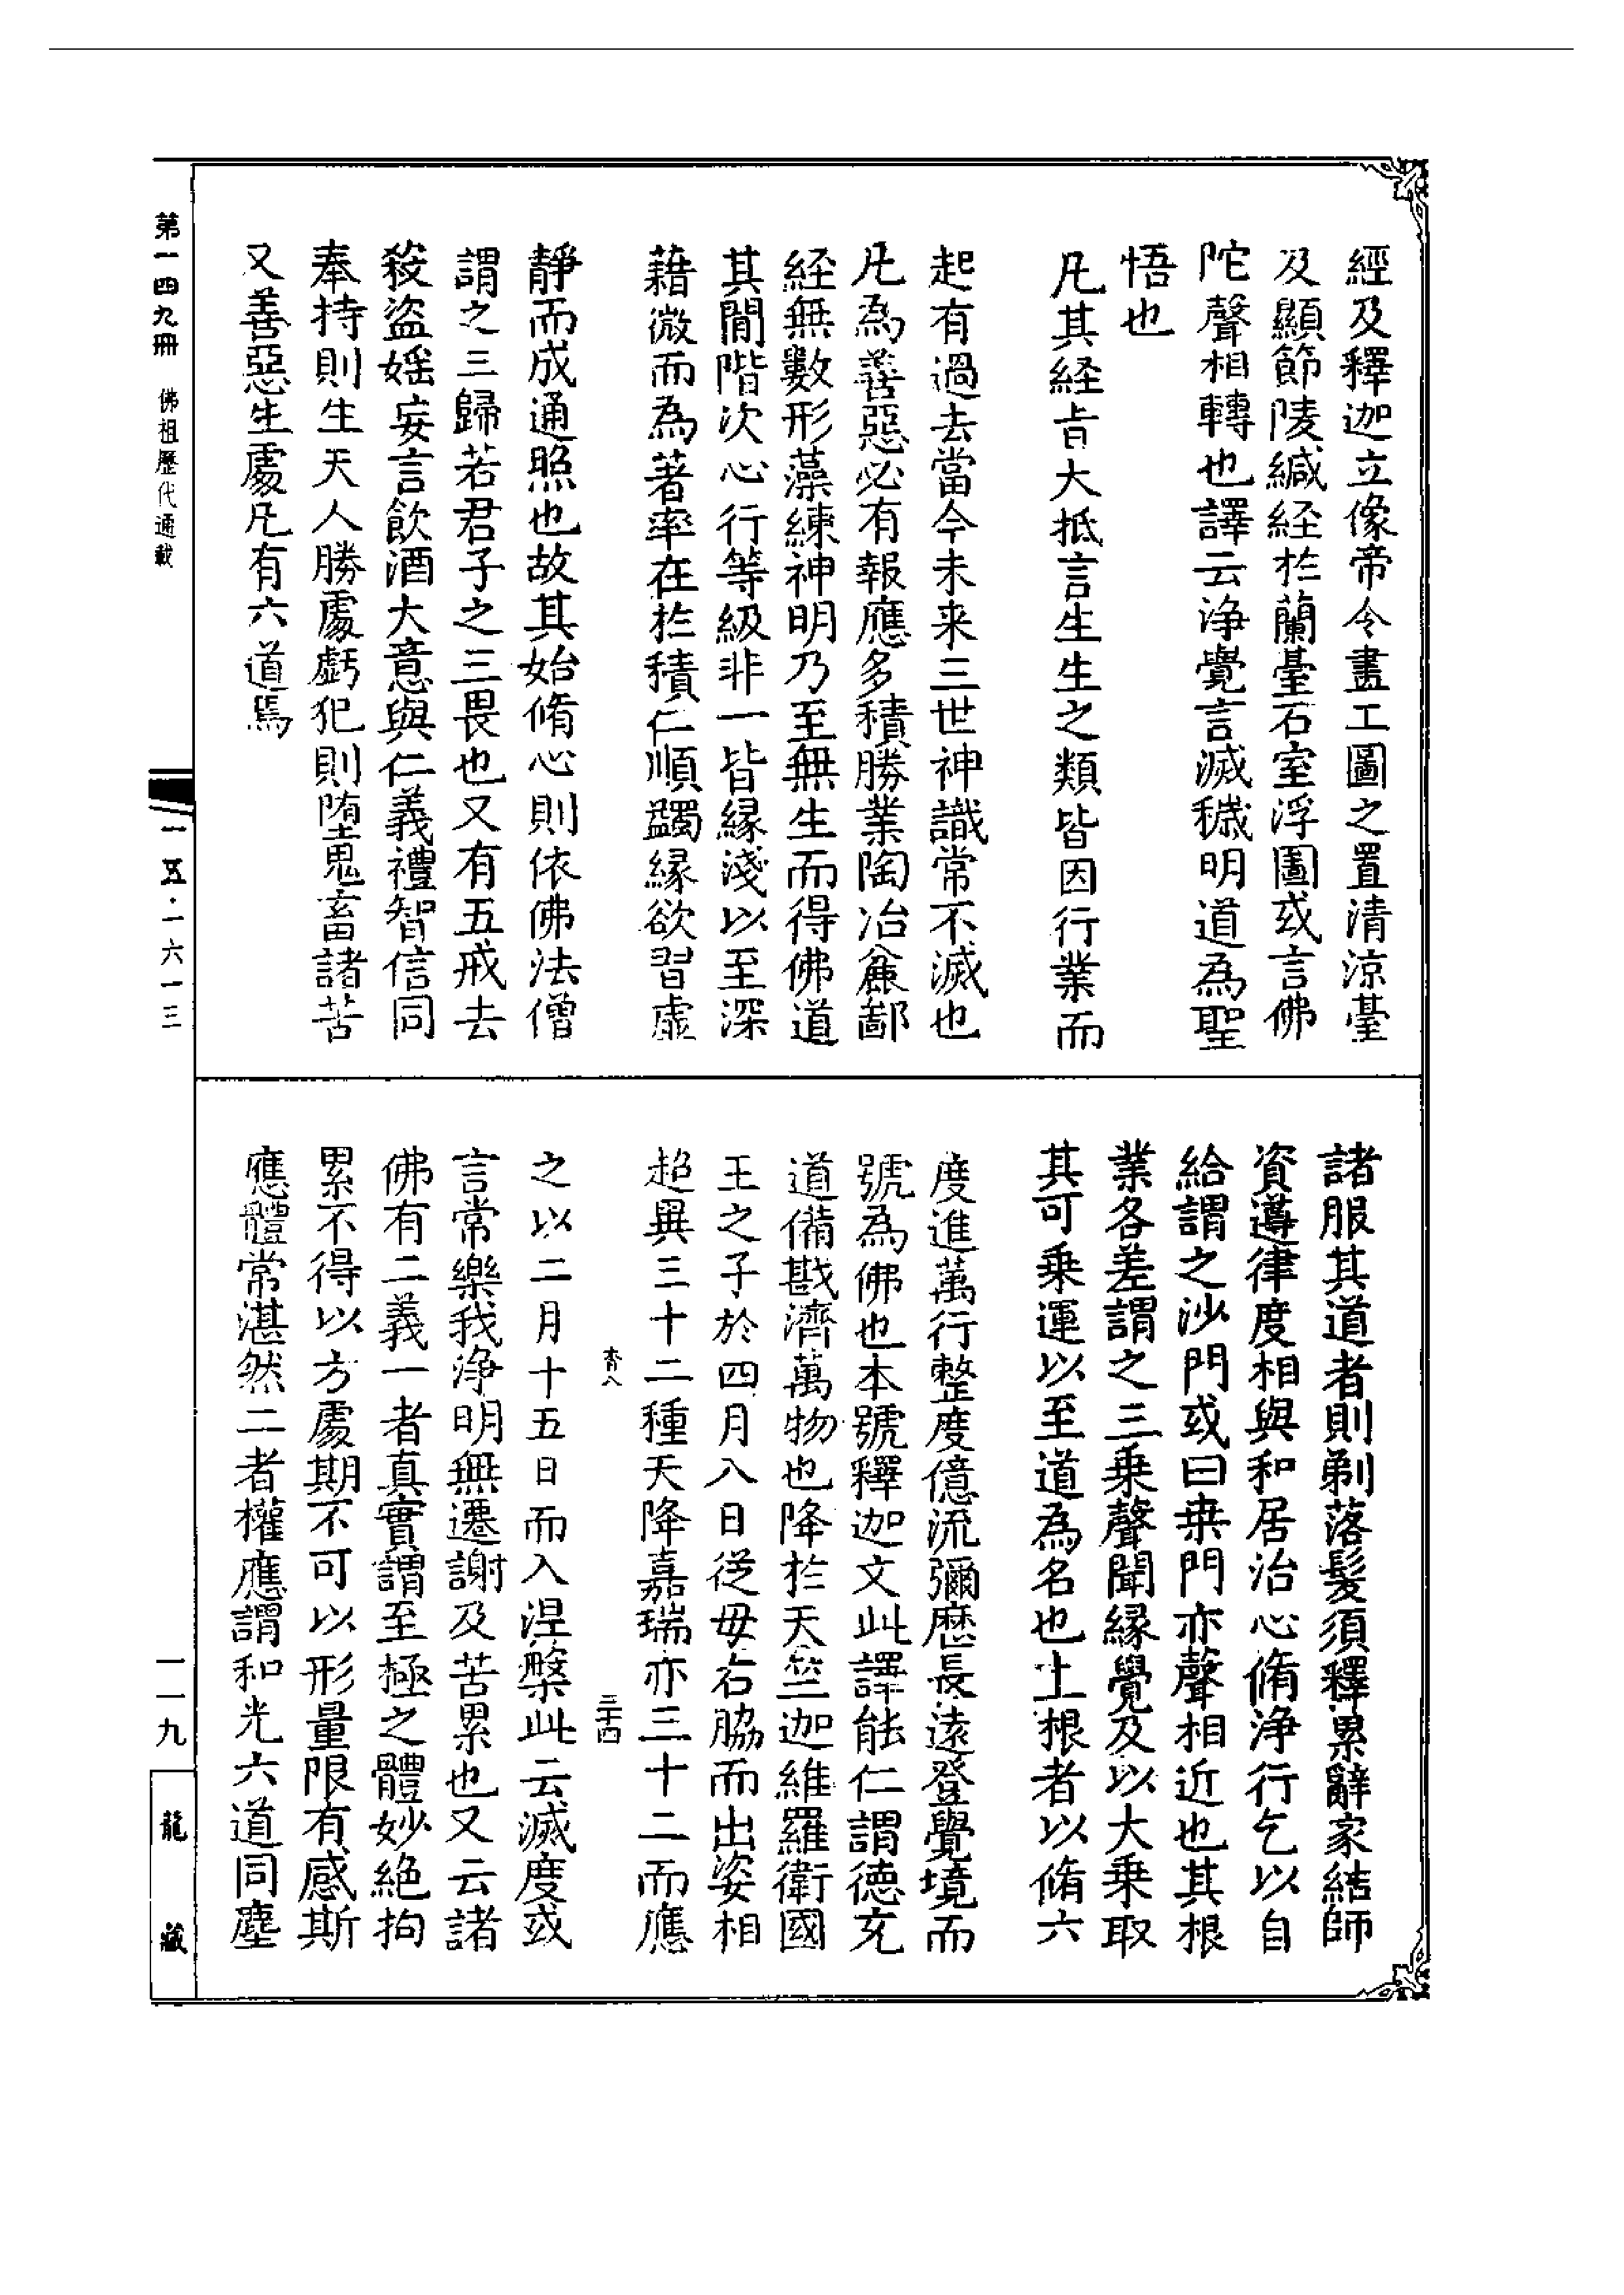 經及釋迦立像帝令畫工圖之置清涼臺
及顯節陵緘経於蘭臺石室浮圖或言佛
陀聲相轉也譯云浄覺言滅穢明道為聖
悟也
凡其経旨大抵言生生之類皆因行業而
起有過去當今未来三世神識常不滅也
凡為善惡必有報應多積勝業陶冶麁鄙
経無數形藻練神明乃至無生而得佛道
其間階次心行等級非一皆縁淺以至深
藉微而為著率在於積仁順蠲縁欲習虛
靜而成通照也故其始脩心則依佛法僧
謂之三歸若君子之三畏也又有五戒去
殺盜婬妄言飲酒大意與仁義禮智信同
奉持則生天人勝處虧犯則墮鬼畜諸苦
又善惡生處凡有六道焉
諸服其道者則剃落髮須釋累辭家結師
資遵律度相與和居治心脩浄行乞以自
給謂之沙門或曰桒門亦聲相近也其根
業各差謂之三乗聲聞縁覺及以大乗取
其可乗運以至道為名也上根者以脩六
度進萬行整度億流彌歴長逺登覺境而
號為佛也本號釋迦文此譯能仁謂德充
道備戡濟萬物也降於天竺迦維羅衛國
王之子於四月八日從母右脇而出姿相
超異三十二種天降嘉瑞亦三十二而應
之以二月十五日而入涅槃此云滅度或
言常樂我浄明無遷謝及苦累也又云諸
佛有二義一者真實謂至極之體妙絶拘
累不得以方處期不可以形量限有感斯
應體常湛然二者權應謂和光六道同塵
三十四
第一四九冊 佛祖歷代通載
一五·一六一三
一一九
龍藏